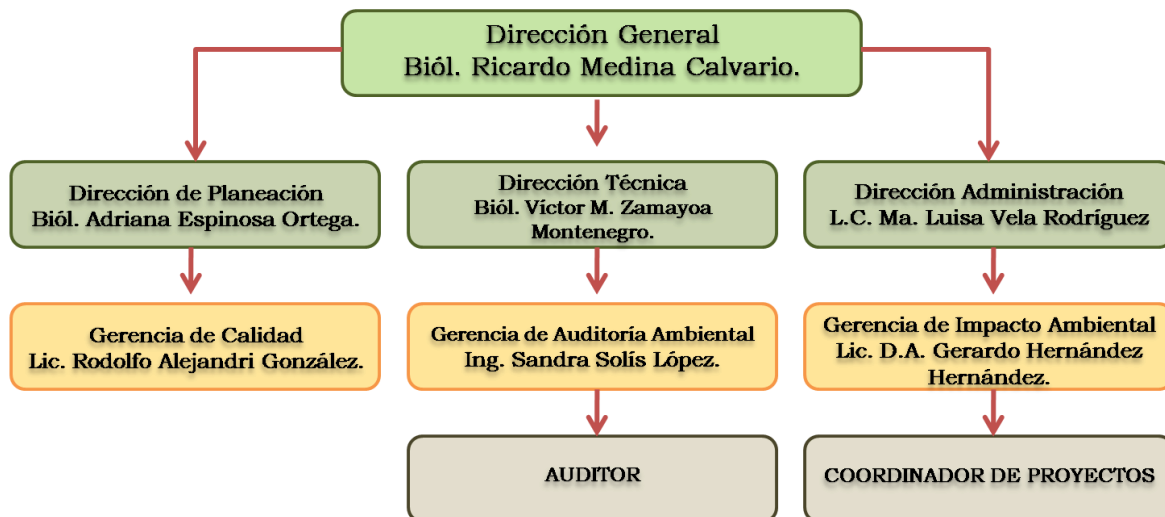 Dirección General
Biól. Ricardo Medina Calvario.
Dirección de Planeación
Biól. Adriana Espinosa Ortega.
Dirección Técnica
Biól. Víctor M. Zamayoa
Montenegro.
Dirección Administración
L.C. Ma. Luisa Vela Rodríguez
Gerencia de Calidad
Lic. Rodolfo Alejandri González.
Gerencia de Auditoría Ambiental
Ing. Sandra Solís López.
Gerencia de Impacto Ambiental
Lic. D.A. Gerardo Hernández
Hernández.
AUDITOR
COORDINADOR DE PROYECTOS